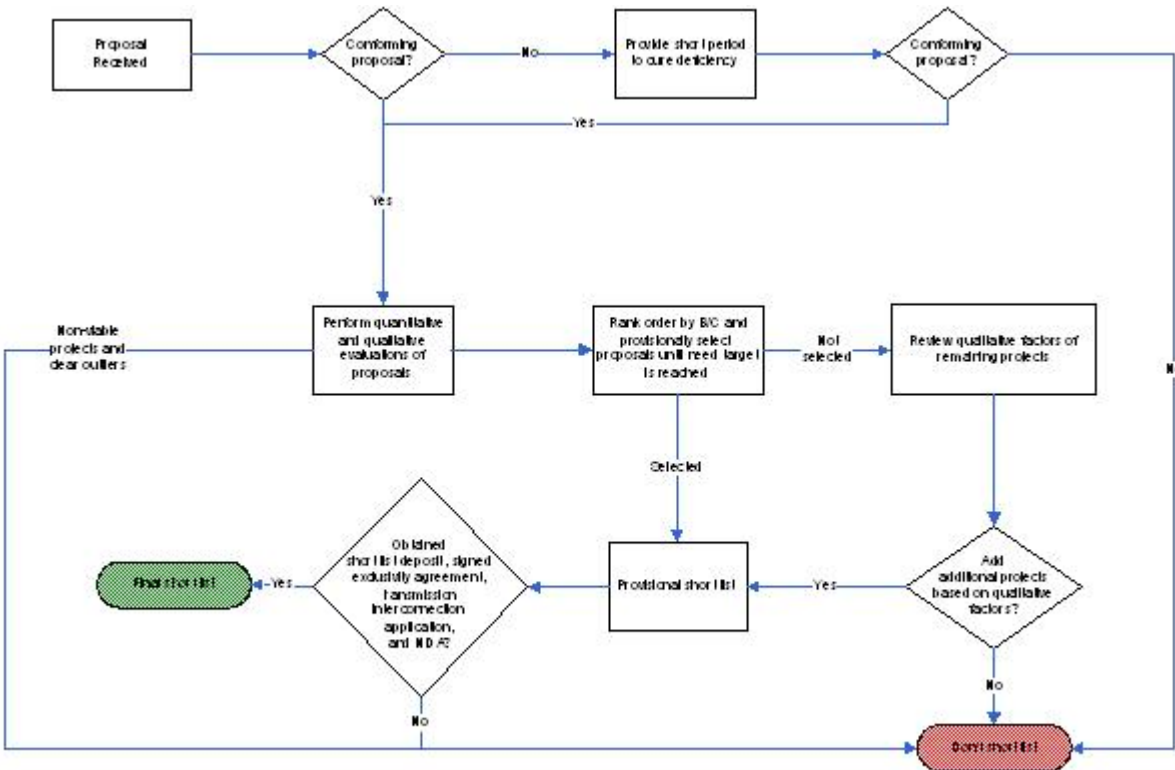 Proposal
Received
Conforming
proposal?
No
Provide short period
to cure deficiency
Conforming
proposal?
Yes
Yes
Non-viable
projects and
clear outliers
Perform quantitative
and qualitative
evaluations of
proposals
Rank order by B/C and
provisionally select
proposals until need target
is reached
Not
selected
Review qualitative factors of
remaining projects
N
Selected
Obtained
short list deposit, signed
exclusivity agreement,
transmission
interconnection
application,
and NDA?
Yes
Final short list
Provisional short list
Yes
Add
additional projects
based on qualitative
factors?
No
No
Don't short list